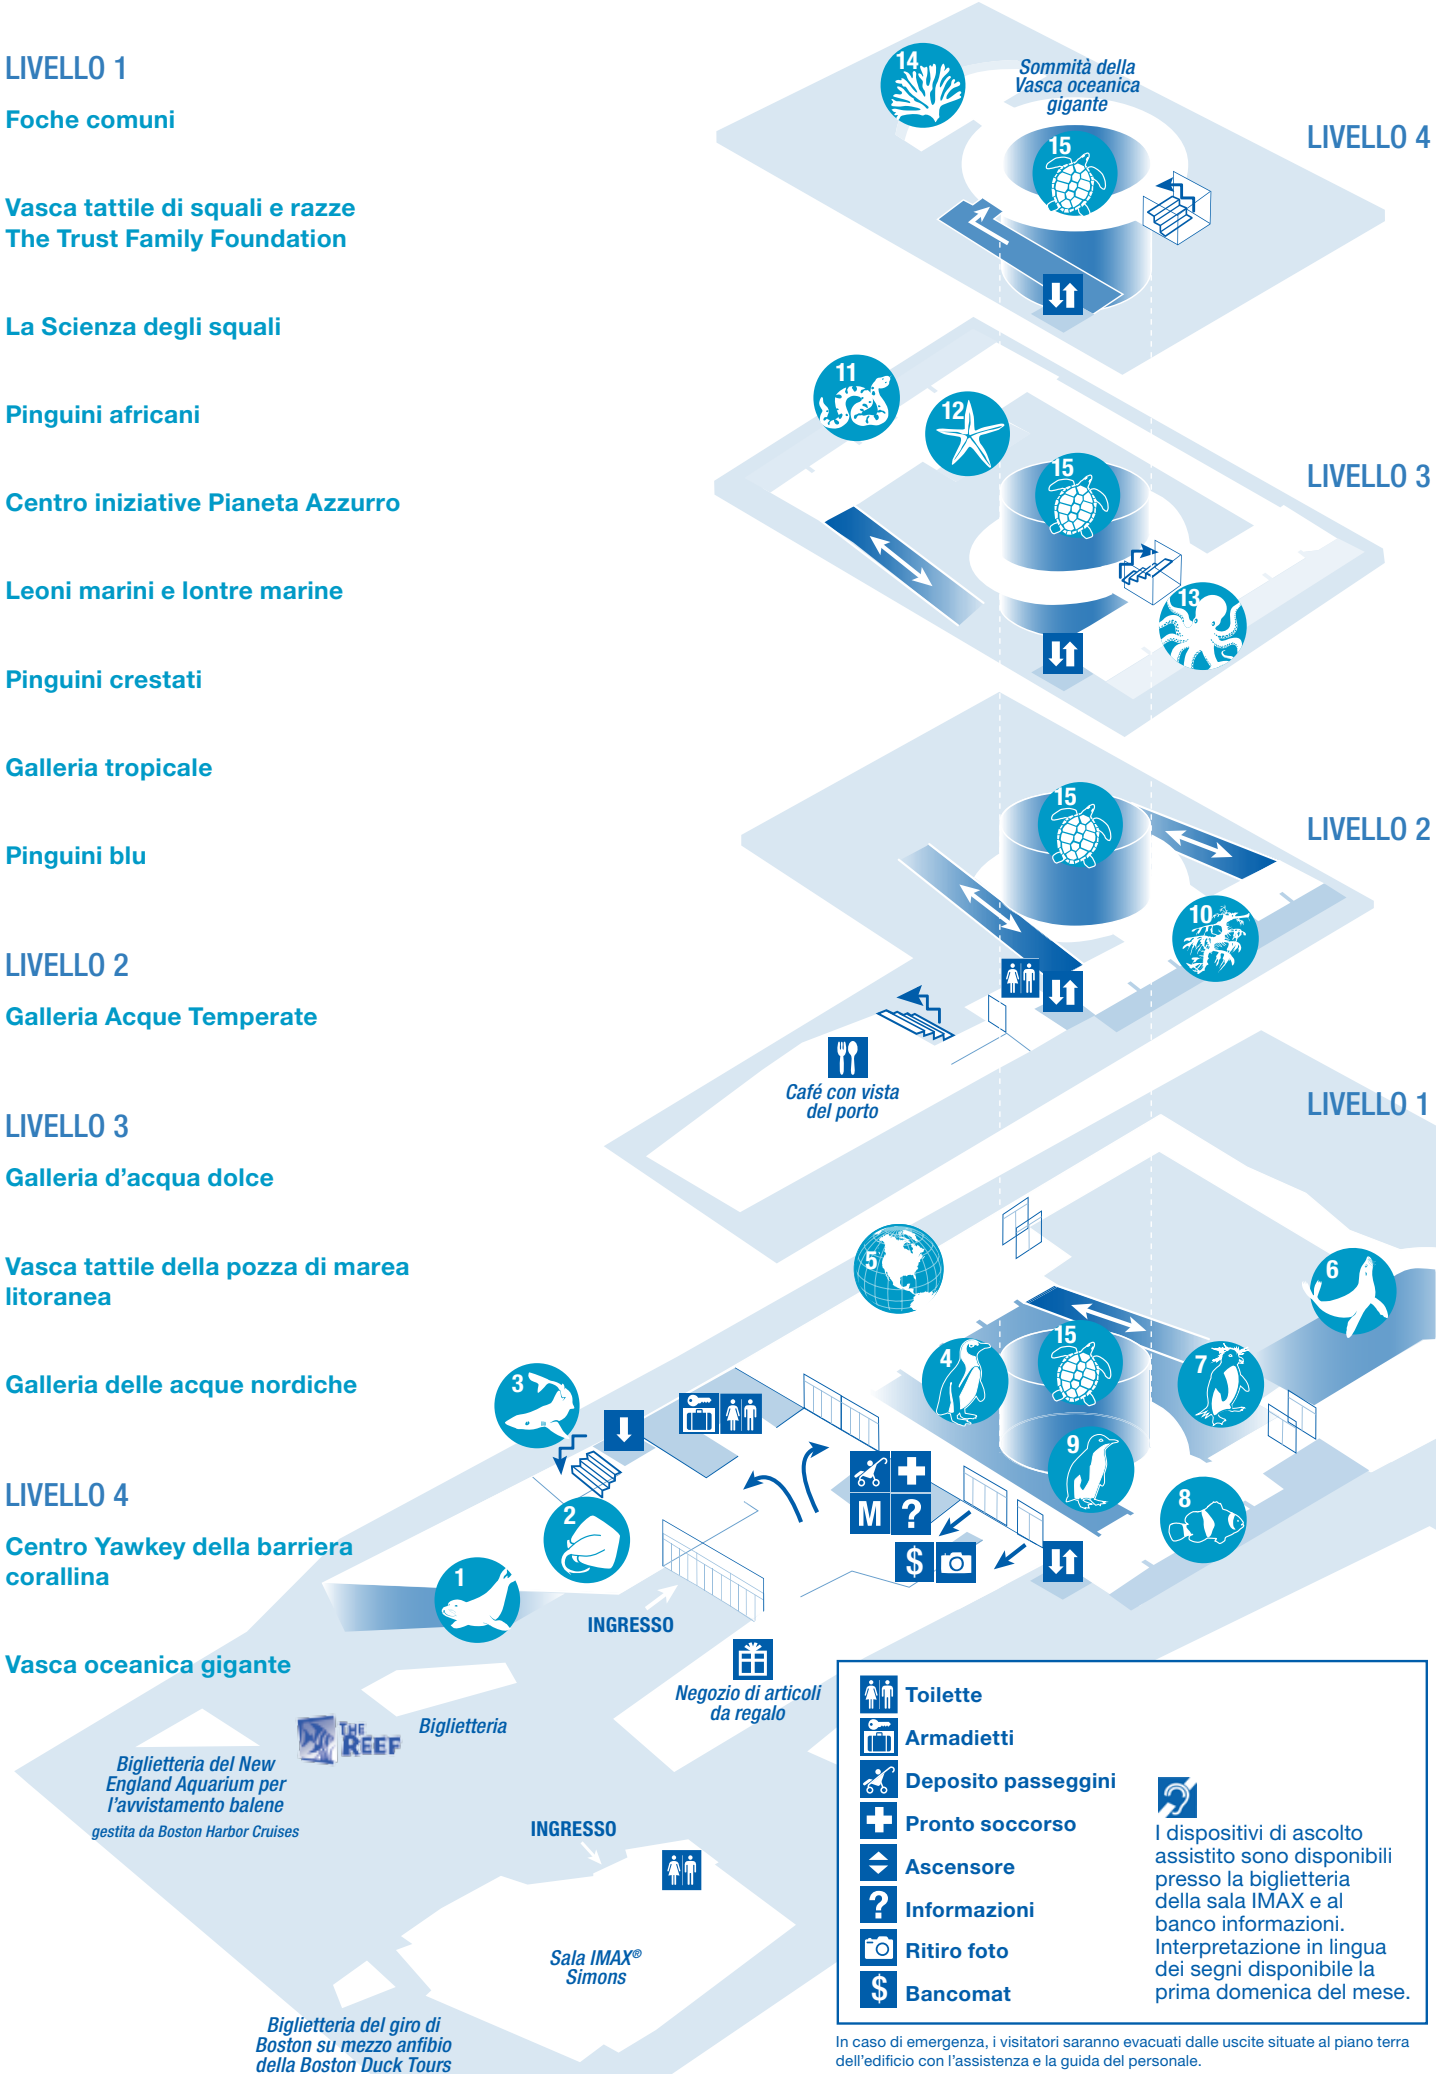 LIVELLO 1
Foche comuni
Vasca tattile di squali e razze
The Trust Family Foundation
La Scienza degli squali
Pinguini africani
Centro iniziative Pianeta Azzurro
Leoni marini e lontre marine
Pinguini crestati
Galleria tropicale
Pinguini blu
LIVELLO 2
Galleria Acque Temperate
LIVELLO 3
Galleria d’acqua dolce
Vasca tattile della pozza di marea
litoranea
Galleria delle acque nordiche
LIVELLO 4
Centro Yawkey della barriera
corallina
Vasca oceanica gigante
14
Sommità della
Vasca oceanica
gigante
15
LIVELLO 4
11
12
15
13
LIVELLO 3
15
10
LIVELLO 2
Café con vista
del porto
LIVELLO 1
5
6
4
15
7
3
9
M
?
2
8
$
1
INGRESSO
Negozio di articoli
da regalo
THE
REEF
Biglietteria
Biglietteria del New
England Aquarium per
l’avvistamento balene
gestita da Boston Harbor Cruises
INGRESSO
Sala IMAX®
Simons
Biglietteria del giro di
Boston su mezzo anfibio
della Boston Duck Tours
Toilette
Armadietti
Deposito passeggini
Pronto soccorso
Ascensore
? Informazioni
Ritiro foto
$ Bancomat
I dispositivi di ascolto
assistito sono disponibili
presso la biglietteria
della sala IMAX e al
banco informazioni.
Interpretazione in lingua
dei segni disponibile la
prima domenica del mese.
In caso di emergenza, i visitatori saranno evacuati dalle uscite situate al piano terra
dell’edificio con l’assistenza e la guida del personale.